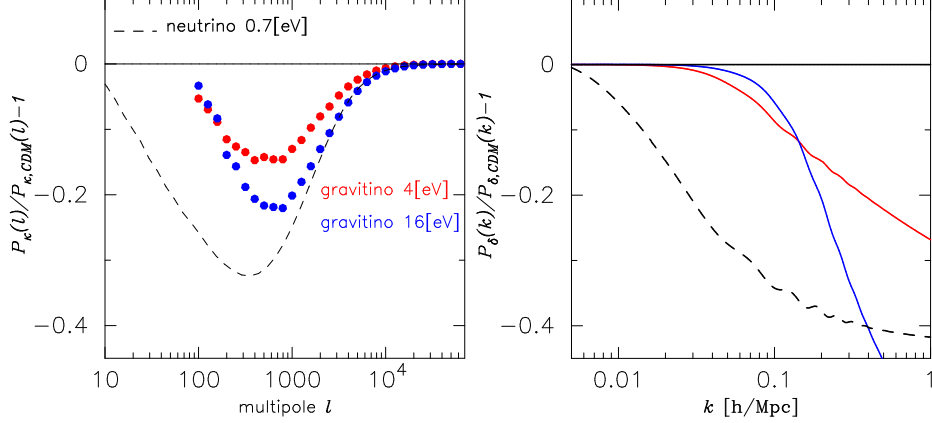 neutrino 0.7[eV]
0
−0.2
−0.4
P_κ(l)/P_κ,CDM(l)−1
gravitino 4[eV]
gravitino 16[eV]
10 100 1000 10^4
multipole l
0
−0.2
−0.4
P_δ(k)/P_δ,CDM(k)−1
0.01 0.1 1
k [h/Mpc]